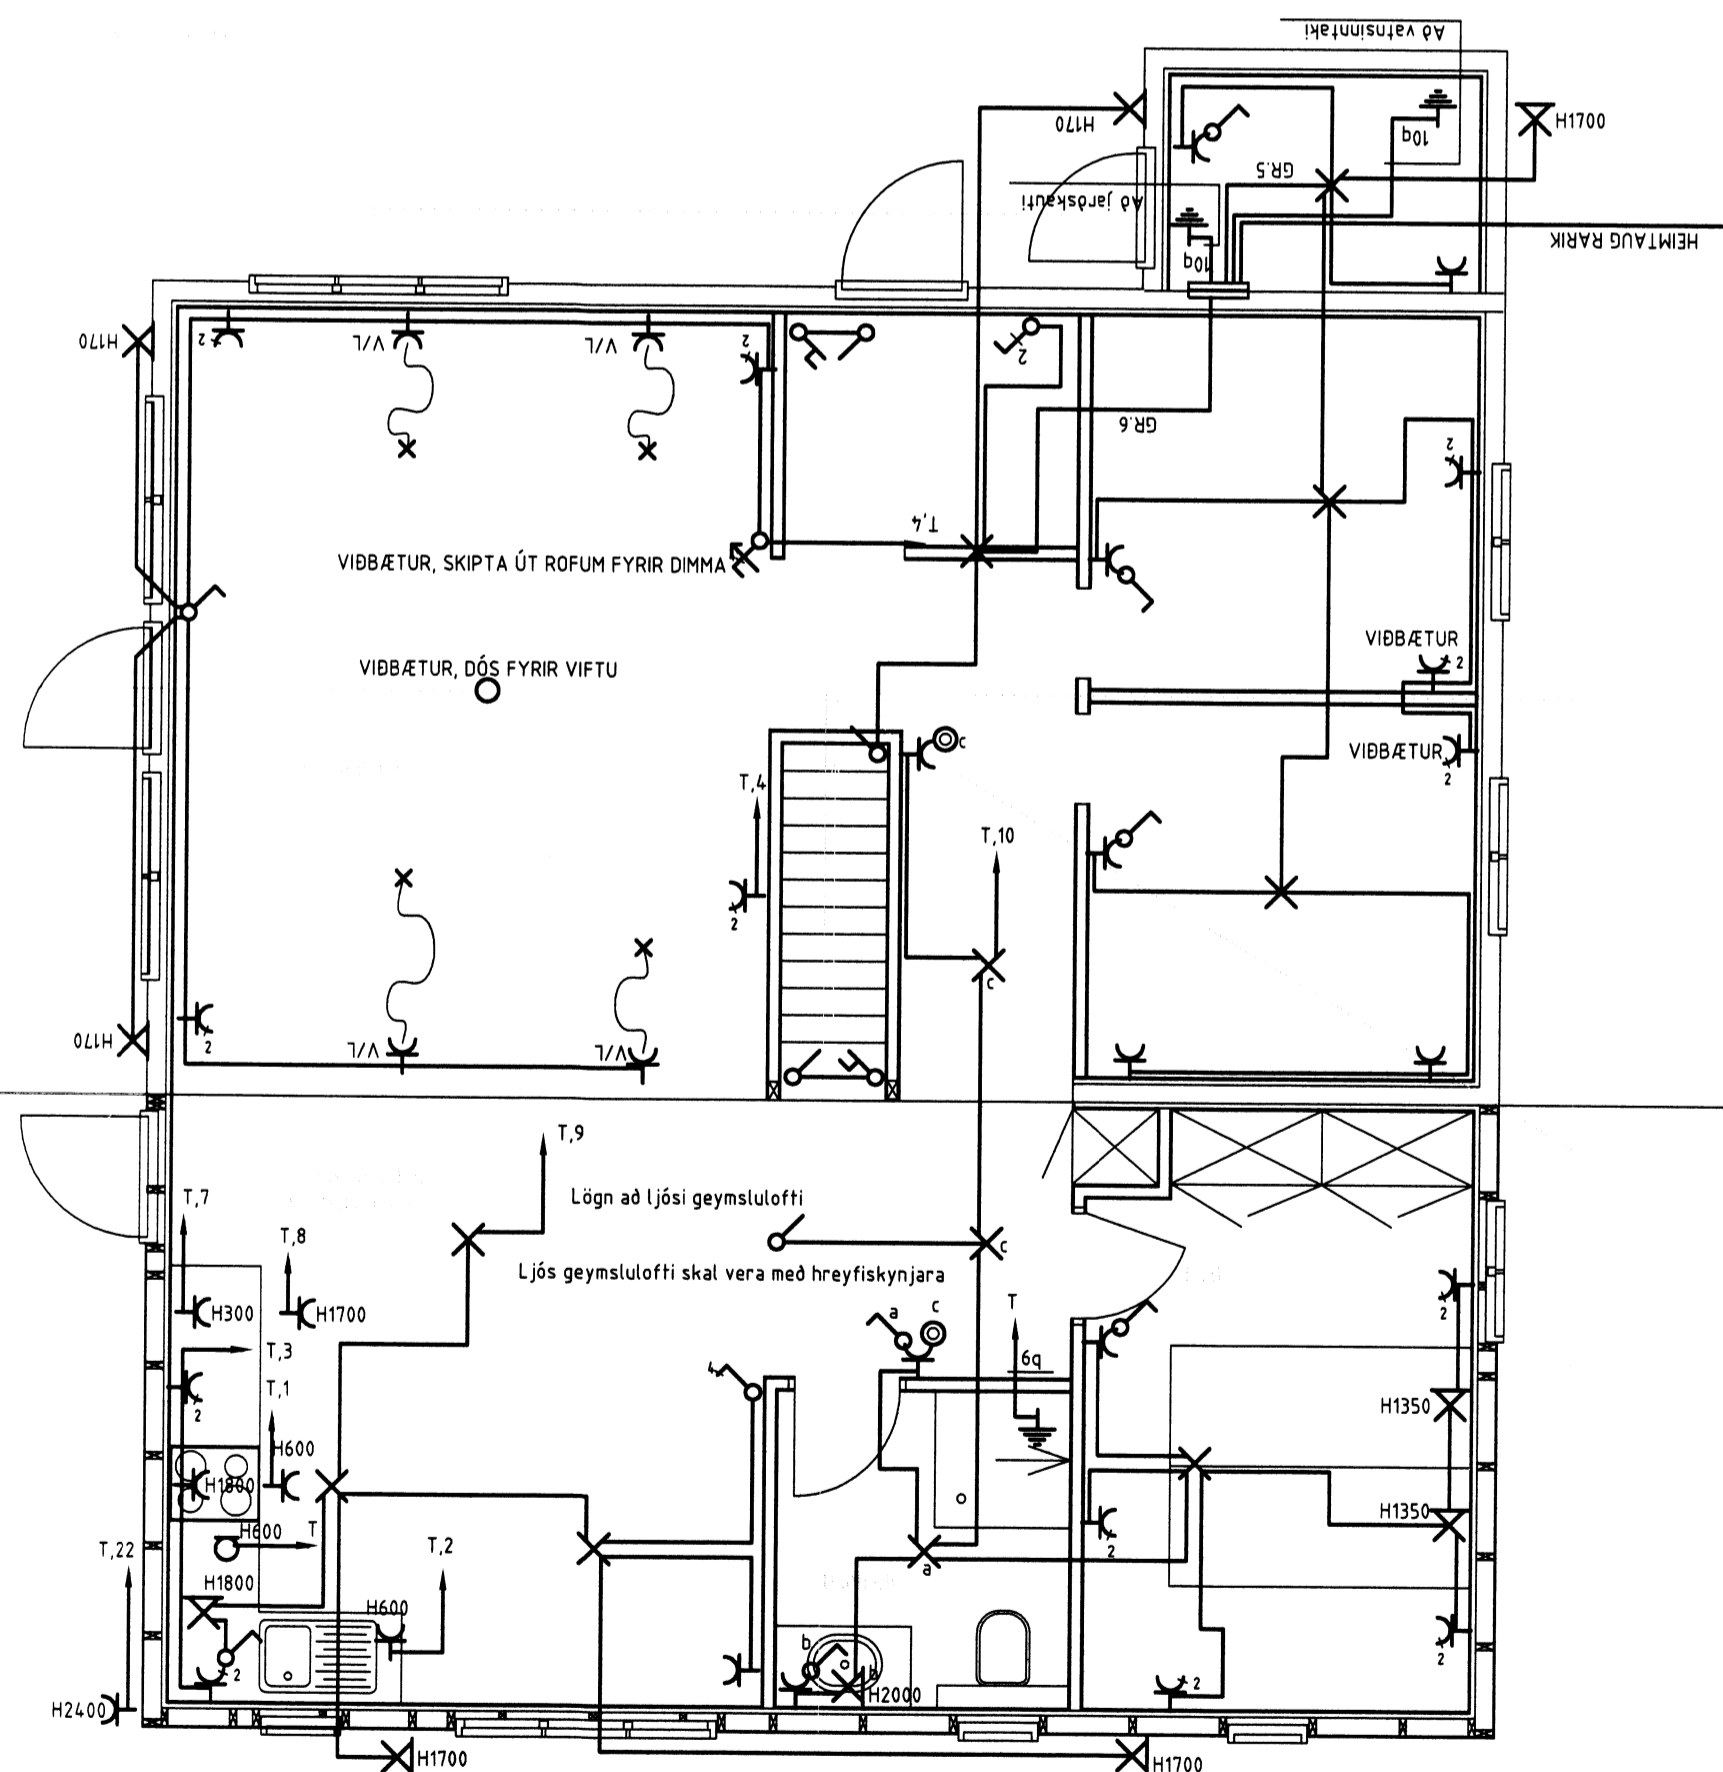 Að vatnsinntaki
H170
10q
H1700
GR.5
Að jarðskauti
10q
HEIMTAUG RARIK
H170
2
V/L
V/L
2
2
GR.6
2
T,4
VIÐBÆTUR, SKIPTA ÚT ROFUM FYRIR DIMMA
VIÐBÆTUR
2
VIÐBÆTUR, DÓS FYRIR VIFTU
c
VIÐBÆTUR
2
T,4
T,10
2
c
2
H170
V/L
V/L
T,9
T,7
Lögn að ljósi geymslulofti
T,8
c
Ljós geymslulofti skal vera með hreyfiskynjara
H300
H1700
a
c
T
2
T,3
6q
4
T,1
2
H1350
H600
H1800
H1350
H600
T
T,2
2
T,22
a
H1800
H600
b
2
2
b
2
H2000
H2400
H1700
H1700